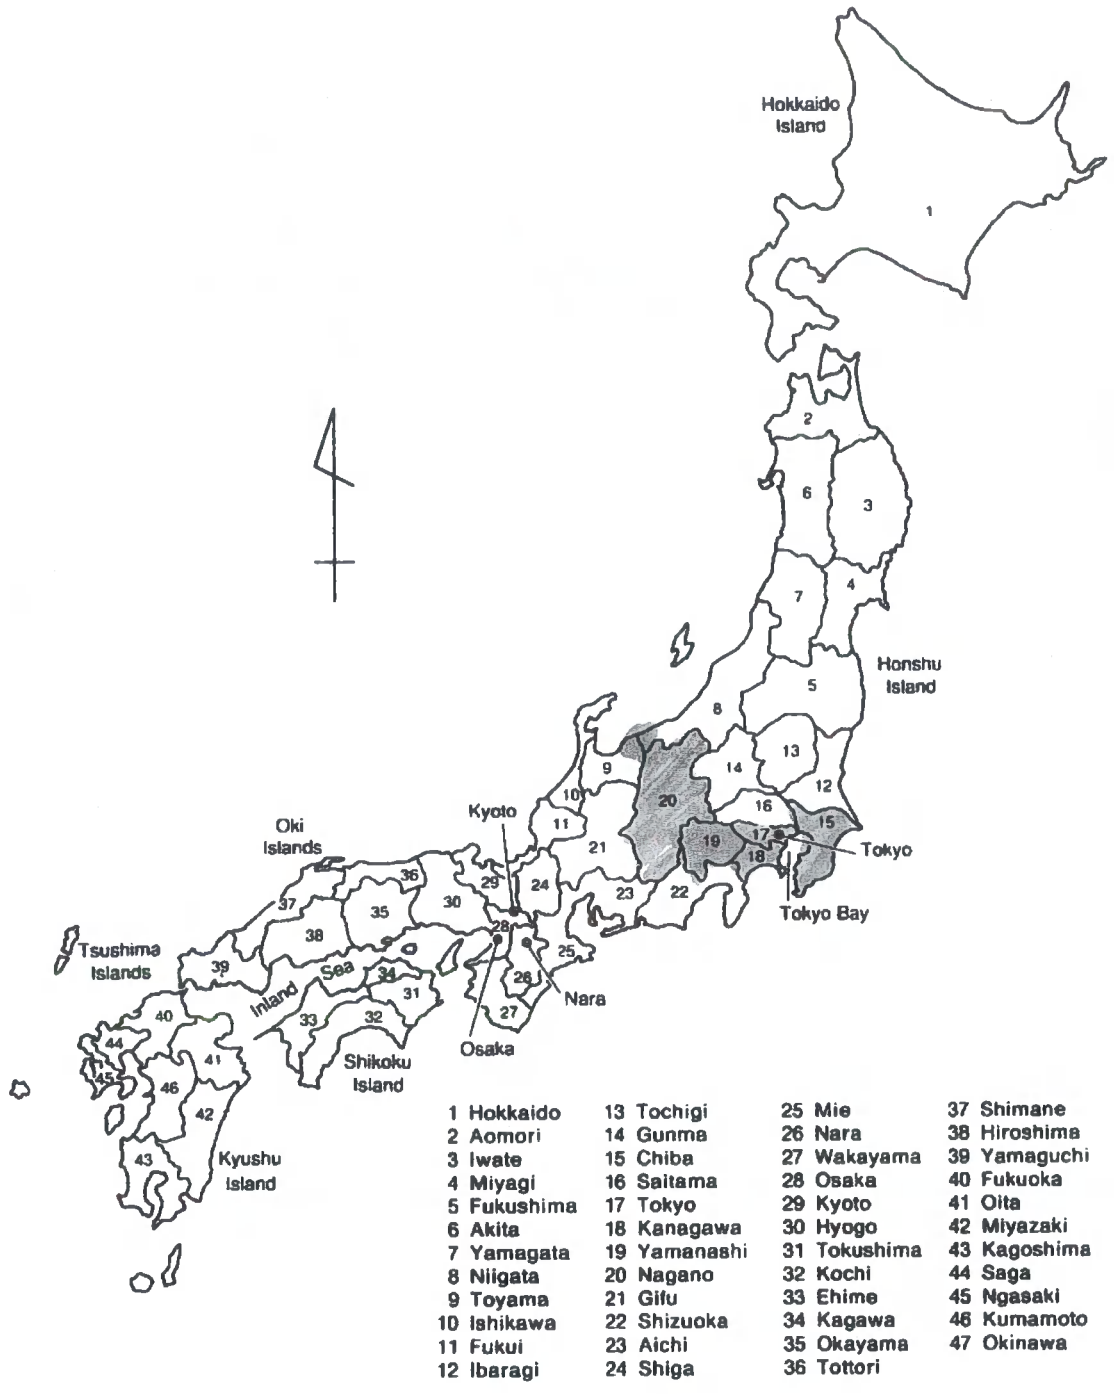 Hokkaido
Island
1
2
6
3
7
4
Honshu
Island
5
8
13
14
12
9
20
10
16
15
11
17
Tokyo
19
18
21
Kyoto
Oki
Islands
36
29
24
23
22
Tokyo Bay
37
35
30
28
38
25
Tsushima
Islands
39
Inland Sea
34
26
31
Nara
27
40
33
32
44
41
Osaka
Shikoku
Island
45
46
42
43
Kyushu
Island
1 Hokkaido
2 Aomori
3 Iwate
4 Miyagi
5 Fukushima
6 Akita
7 Yamagata
8 Niigata
9 Toyama
10 Ishikawa
11 Fukui
12 Ibaragi
13 Tochigi
14 Gunma
15 Chiba
16 Saitama
17 Tokyo
18 Kanagawa
19 Yamanashi
20 Nagano
21 Gifu
22 Shizuoka
23 Aichi
24 Shiga
25 Mie
26 Nara
27 Wakayama
28 Osaka
29 Kyoto
30 Hyogo
31 Tokushima
32 Kochi
33 Ehime
34 Kagawa
35 Okayama
36 Tottori
37 Shimane
38 Hiroshima
39 Yamaguchi
40 Fukuoka
41 Oita
42 Miyazaki
43 Kagoshima
44 Saga
45 Ngasaki
46 Kumamoto
47 Okinawa